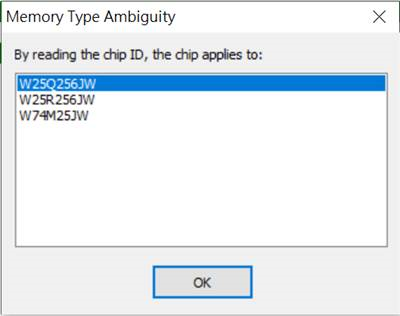 Memory Type Ambiguity
By reading the chip ID, the chip applies to:
W25Q256JW
W25R256JW
W74M25JW
OK